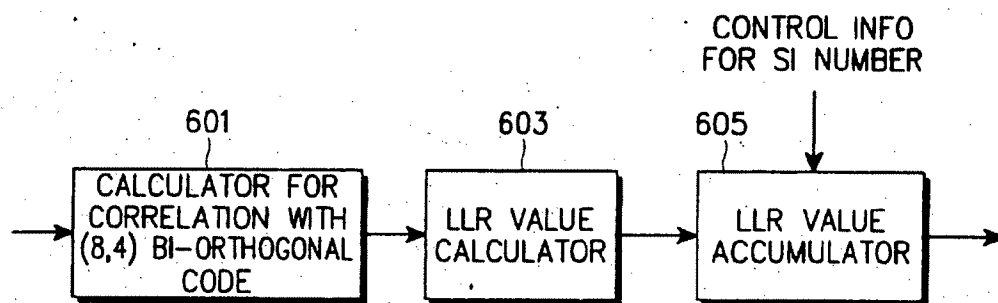 CONTROL INFO
FOR SI NUMBER
601
603
605
CALCULATOR FOR
CORRELATION WITH
(8,4) BI-ORTHOGONAL
CODE
LLR VALUE
CALCULATOR
LLR VALUE
ACCUMULATOR